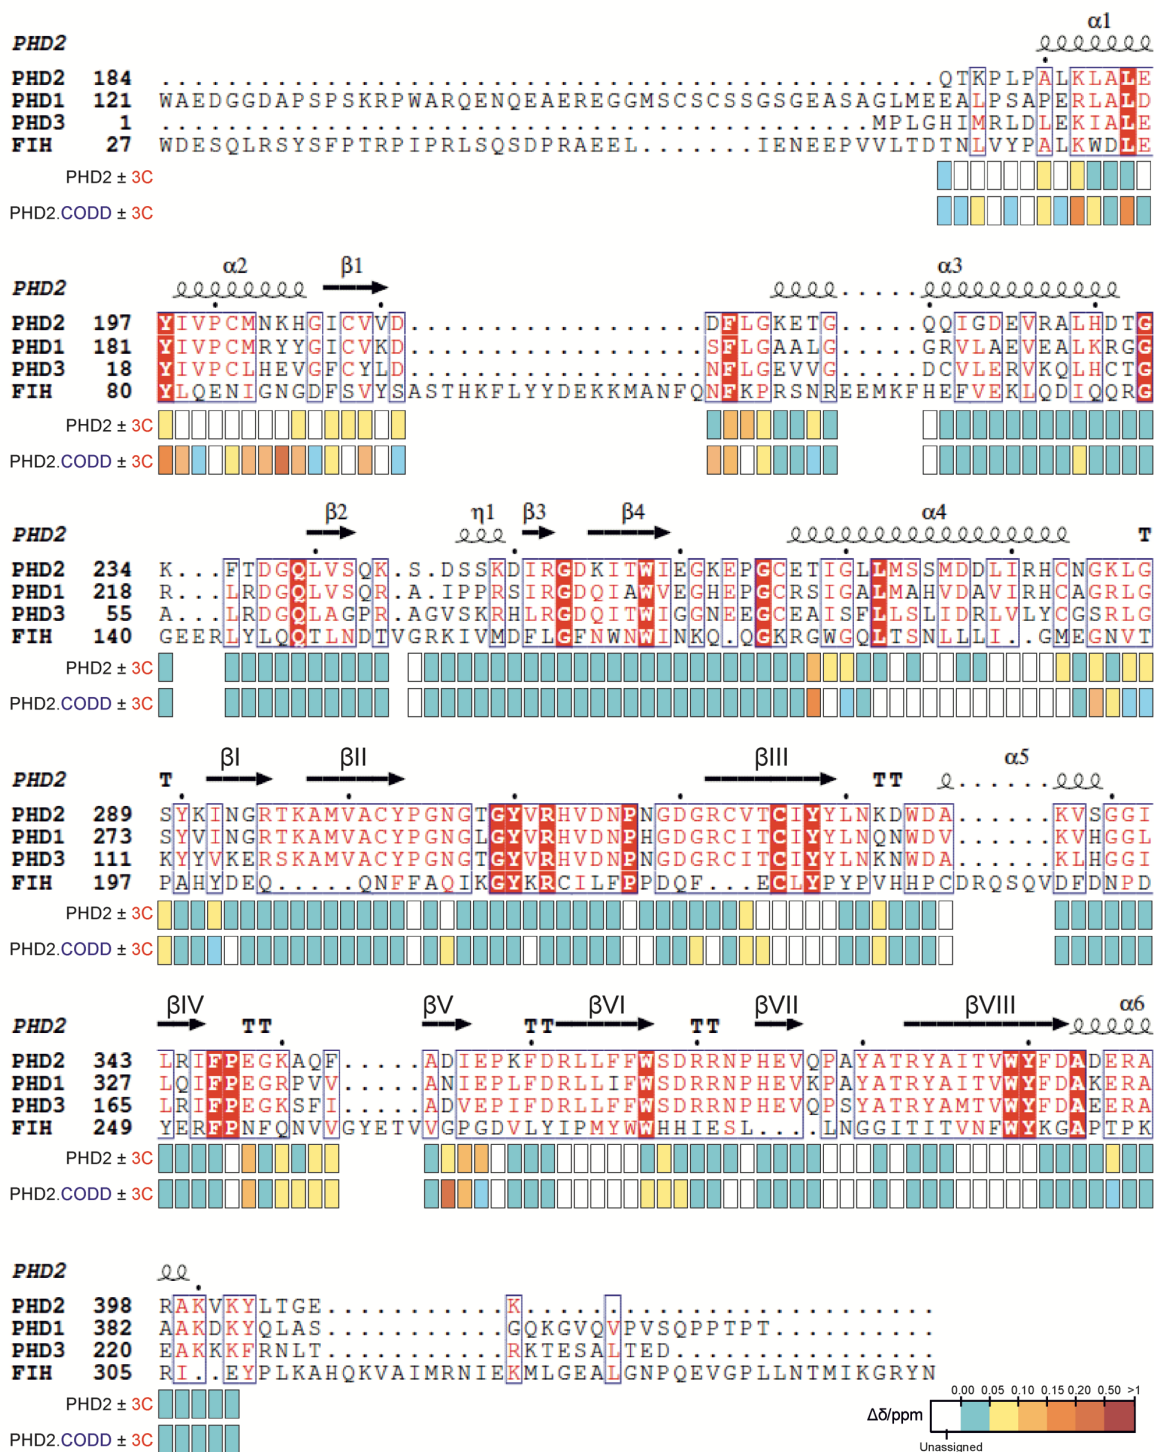 α1
PHD2
PHD2 184 ...............................................QTKPLPALKLALE
PHD1 121 WAEDGGDAPSPSKRPWARQENQEAEREGGMSCSCSSGSGEASAGLMEEALPSAPERLALD
PHD3 1 ...........................................MPLGHIMRLDLEKIALE
FIH 27 WDESQLRSYSFPTRPIPRLSQSDPRAEEL.......IENEEPVVLTDTNLVYPALKWDLE
PHD2 ± 3C
PHD2.CODD ± 3C
α2 β1 α3
PHD2 .....
PHD2 197 YIVPCMNKHGICVVD..................DFLGKETG.....QQIGDEVRALHDTG
PHD1 181 YIVPCMRYYGICVKD..................SFLGAALG.....GRVLAEVEALKRGG
PHD3 18 YIVPCLHEVGFCYLD..................NFLGEVVG.....DCVLERVKQLHCTG
FIH 80 YLQENIGNGDFSVYSASTHKFLYYDEKKMANFQNFKPRSNREEMKFHEFVEKLQDIQQRG
PHD2 ± 3C
PHD2.CODD ± 3C
β2 η1 β3 β4 α4
PHD2 T
PHD2 234 K...FTDGQLVSQK.S.DSSKDIRGDKITWIEGKEPGCETIGLLMSSMDDLIRHCNGKLG
PHD1 218 R...LRDGQLVSQR.A.IPPRSIRGDQIAWVEGHEPGCRSIGALMAHVDAVIRHCAGRLG
PHD3 55 A...LRDGQLAGPR.AGVSKRHLRGDQITWIGGNEEGCEAISFLLSLIDRLVLYCGSRLG
FIH 140 GEERLYLQQTLNDTVGRKIVMDFLGFNWNWINKQ.QGKRGWGQLTSNLLLI..GMEGNVT
PHD2 ± 3C
PHD2.CODD ± 3C
βI βII βIII α5
PHD2 T TT ......
PHD2 289 SYKINGRTKAMVACYPGNGTGYVRHVDNPNGDGRCVTCIYYLNKDWDA......KVSGGI
PHD1 273 SYVINGRTKAMVACYPGNGLGYVRHVDNPHGDGRCITCIYYLNQNWDV......KVHGGL
PHD3 111 KYYVKERSKAMVACYPGNGTGYVRHVDNPNGDGRCITCIYYLNKNWDA......KLHGGI
FIH 197 PAHYDEQ.....QNFFAQIKGYKRCILFPPDQF...ECLYPYPVHHPCDRQSQVDFDNPD
PHD2 ± 3C
PHD2.CODD ± 3C
βIV βV βVI βVII βVIII α6
PHD2 TT TT TT
PHD2 343 LRIFPEGKAQF.....ADIEPKFDRLLFFWSDRRNPHEVQPAYATRYAITVWYFDADERA
PHD1 327 LQIFPEGRPVV.....ANIEPLFDRLLIFWSDRRNPHEVKPAYATRYAITVWYFDAKERA
PHD3 165 LRIFPEGKSFI.....ADVEPIFDRLLFFWSDRRNPHEVQPSYATRYAMTVWYFDAEERA
FIH 249 YERFPNFQNVVGYETVVGPGDVLYIPMYWWHHIESL....LNGGITITVNFWYKGAPTPK
PHD2 ± 3C
PHD2.CODD ± 3C
PHD2
PHD2 398 RAKVKYLTGE...........K.........................
PHD1 382 AAKDKYQLAS...........GQKGVQVPVSQPPTPT..........
PHD3 220 EAKKKFRNLT...........RKTESALTED................
FIH 305 RI..EYPLKAHQKVAIMRNIEKMLGEALGNPQEVGPLLNTMIKGRYN
PHD2 ± 3C
PHD2.CODD ± 3C
0.00 0.05 0.10 0.15 0.20 0.50 >1
Δδ/ppm
Unassigned